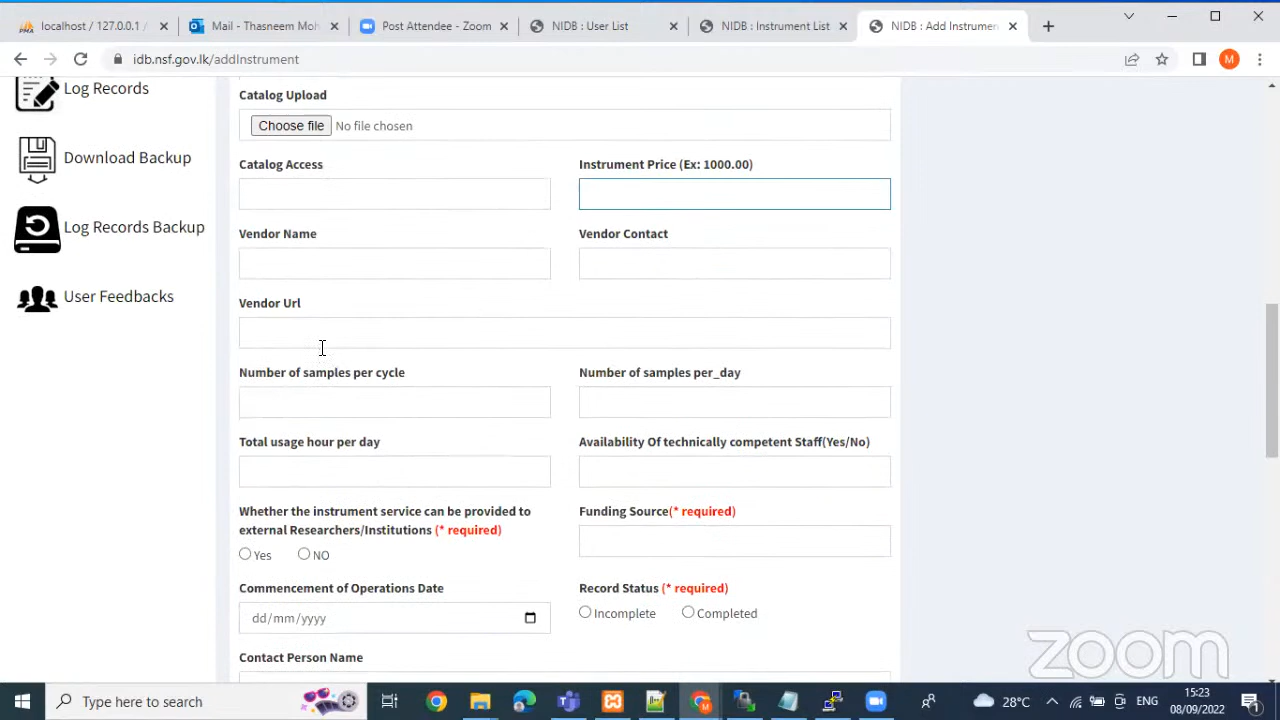 localhost / 127.0.0.1 /
Mail - Thasneem Moh
Post Attendee - Zoom
NIDB : User List
NIDB : Instrument List
NIDB : Add Instrumen
idb.nsf.gov.lk/addInstrument
M
Log Records
Download Backup
Log Records Backup
User Feedbacks
Catalog Upload
Choose file No file chosen
Catalog Access
Instrument Price (Ex: 1000.00)
Vendor Name
Vendor Contact
Vendor Url
Number of samples per cycle
Number of samples per_day
Total usage hour per day
Availability Of technically competent Staff(Yes/No)
Whether the instrument service can be provided to
external Researchers/Institutions (* required)
Yes NO
Funding Source(* required)
Commencement of Operations Date
dd/mm/yyyy
Record Status (* required)
Incomplete Completed
Contact Person Name
zoom
Type here to search
28°C
ENG
15:23
08/09/2022
1